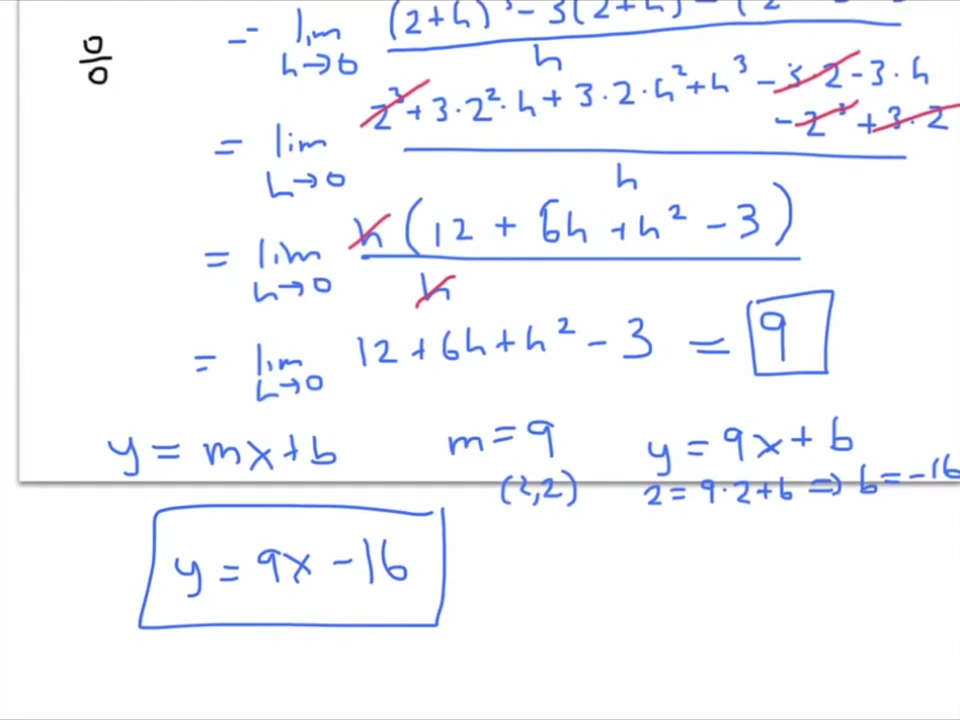 = lim h→0 (2+h)³ - 3(2+h) - (2
h
0/0
= lim h→0 2³ + 3·2²·h + 3·2·h² + h³ - 3·2 - 3·h
- 2³ + 3·2
h
= lim h→0 h(12 + 6h + h² - 3)
h
= lim h→0 12 + 6h + h² - 3 = 9
y = mx+b m=9 y = 9x+b
(2,2) 2 = 9·2+b ⇒ b=-16
y = 9x - 16